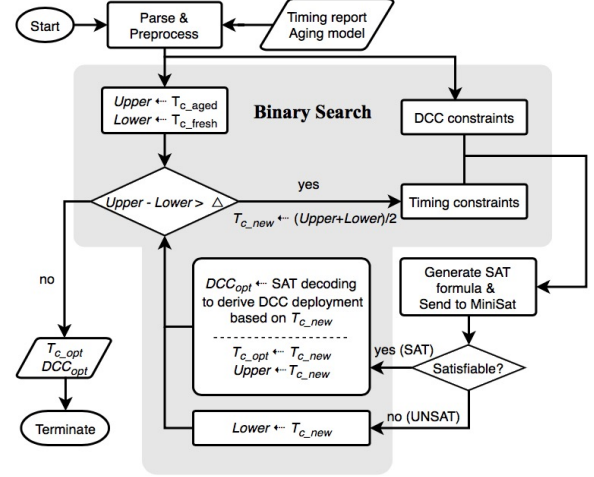 Start
Parse &
Preprocess
Timing report
Aging model
Upper ⇠ T_c_aged
Lower ⇠ T_c_fresh
Binary Search
DCC constraints
Upper - Lower > △
yes
T_c_new ⇠ (Upper+Lower)/2
Timing constraints
no
DCC_opt ⇠ SAT decoding
to derive DCC deployment
based on T_c_new
T_c_opt ⇠ T_c_new
Upper ⇠ T_c_new
Generate SAT
formula &
Send to MiniSat
yes (SAT)
Satisfiable?
T_c_opt
DCC_opt
no (UNSAT)
Lower ⇠ T_c_new
Terminate